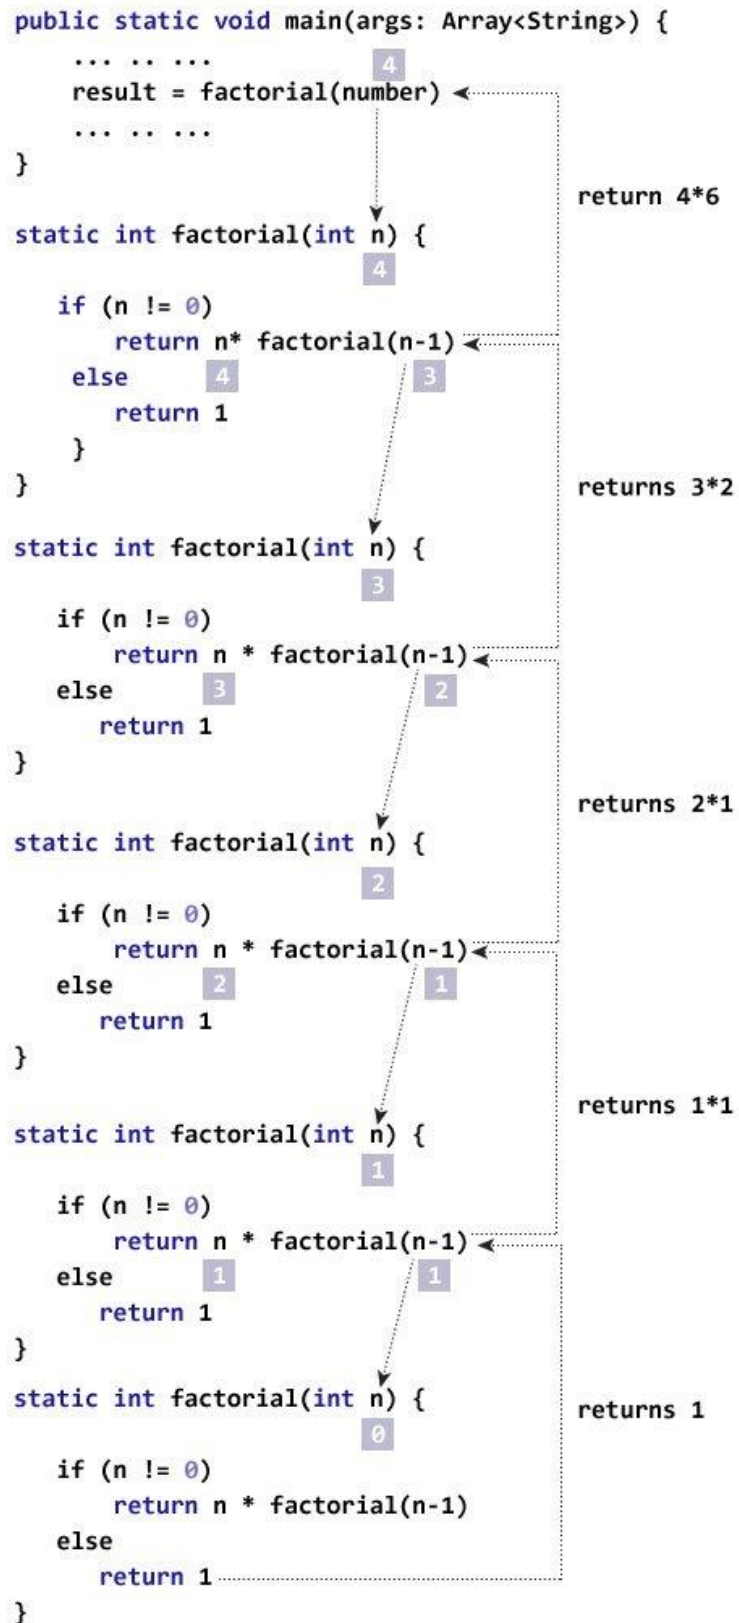 public static void main(args: Array<String>) {
... .. ...
4
result = factorial(number)
... .. ...
}
return 4*6
static int factorial(int n) {
4
if (n != 0)
return n* factorial(n-1)
else 4 3
return 1
}
}
returns 3*2
static int factorial(int n) {
3
if (n != 0)
return n * factorial(n-1)
else 3 2
return 1
}
returns 2*1
static int factorial(int n) {
2
if (n != 0)
return n * factorial(n-1)
else 2 1
return 1
}
returns 1*1
static int factorial(int n) {
1
if (n != 0)
return n * factorial(n-1)
else 1 1
return 1
}
static int factorial(int n) {
returns 1
0
if (n != 0)
return n * factorial(n-1)
else
return 1
}